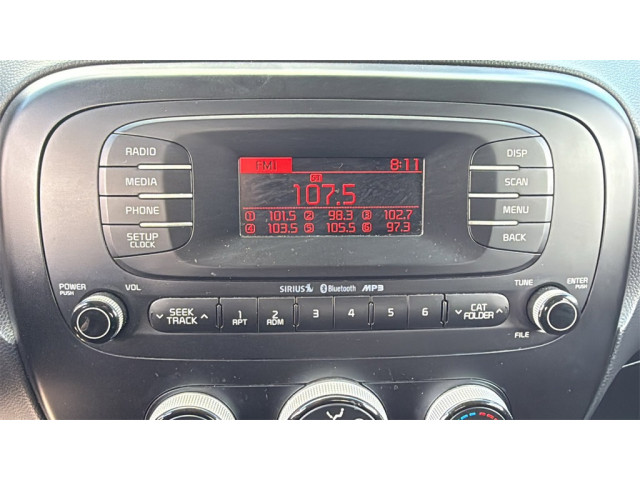 RADIO
MEDIA
PHONE
SETUP
CLOCK
FM1 8:11
ST
107.5
1 101.5 2 98.3 3 102.7
4 103.5 5 105.5 6 97.3
DISP
SCAN
MENU
BACK
SIRIUS Bluetooth MP3
POWER
PUSH
VOL
SEEK
TRACK
1
RPT
2
RDM
3
4
5
6
CAT
FOLDER
TUNE
ENTER
PUSH
FILE